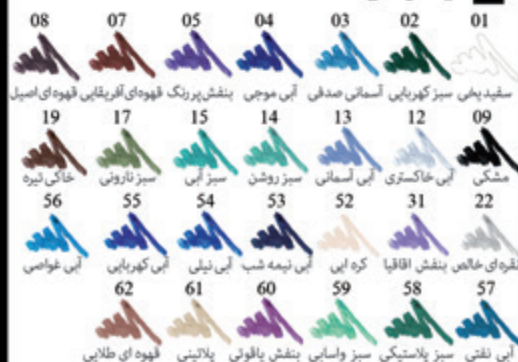 01 02 03 04 05 07 08
سفیدیخی سبز کهربایی آسمانی صدفی آبی موجی بنفش پررنگ قهوه‌ای آفریقایی قهوه‌ای اصیل
09 12 13 14 15 17 19
مشکی آبی خاکستری آبی آسمانی سبز روشن سبز آبی سبز نارونی خاکی تیره
22 31 52 53 54 55 56
نقره‌ای خالص بنفش اقاقیا کره ایی آبی نیمه شب آبی نیلی آبی کهربایی آبی غواصی
57 58 59 60 61 62
آبی نفتی سبز پلاستیکی سبز واسابی بنفش یاقوتی پلاتینی قهوه ای طلایی